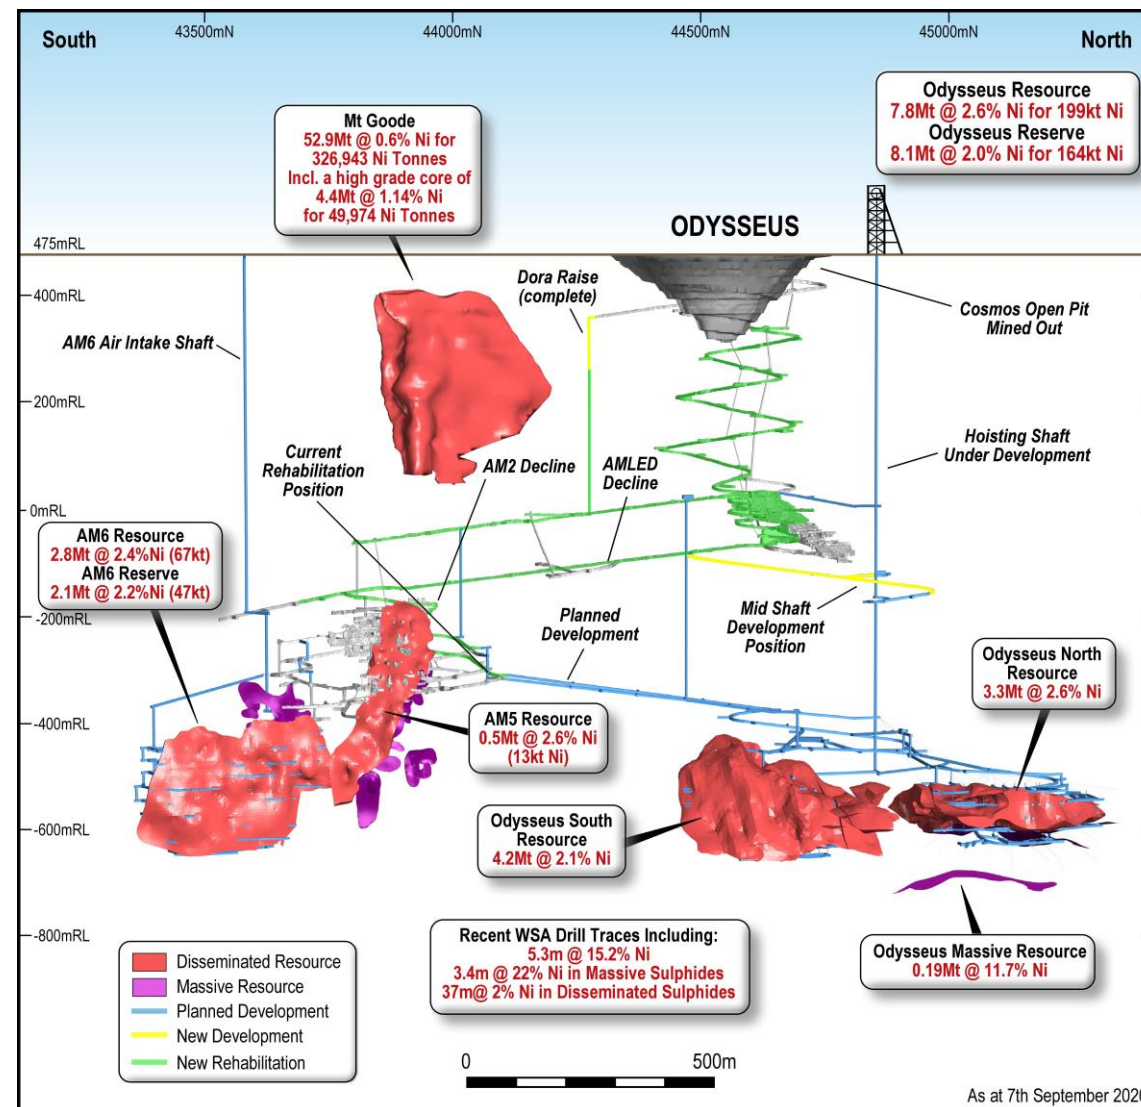 South
43500mN
44000mN
44500mN
45000mN
North
Odysseus Resource
7.8Mt @ 2.6% Ni for 199kt Ni
Odysseus Reserve
8.1Mt @ 2.0% Ni for 164kt Ni
Mt Goode
52.9Mt @ 0.6% Ni for
326,943 Ni Tonnes
Incl. a high grade core of
4.4Mt @ 1.14% Ni
for 49,974 Ni Tonnes
ODYSSEUS
475mRL
400mRL
200mRL
0mRL
-200mRL
-400mRL
-600mRL
-800mRL
Dora Raise
(complete)
Cosmos Open Pit
Mined Out
AM6 Air Intake Shaft
Current
Rehabilitation
Position
AM2 Decline
AMLED
Decline
Hoisting Shaft
Under Development
AM6 Resource
2.8Mt @ 2.4%Ni (67kt)
AM6 Reserve
2.1Mt @ 2.2%Ni (47kt)
Planned
Development
Mid Shaft
Development
Position
Odysseus North
Resource
3.3Mt @ 2.6% Ni
AM5 Resource
0.5Mt @ 2.6% Ni
(13kt Ni)
Odysseus South
Resource
4.2Mt @ 2.1% Ni
Recent WSA Drill Traces Including:
5.3m @ 15.2% Ni
3.4m @ 22% Ni in Massive Sulphides
37m@ 2% Ni in Disseminated Sulphides
Odysseus Massive Resource
0.19Mt @ 11.7% Ni
Disseminated Resource
Massive Resource
Planned Development
New Development
New Rehabilitation
0
500m
As at 7th September 2020